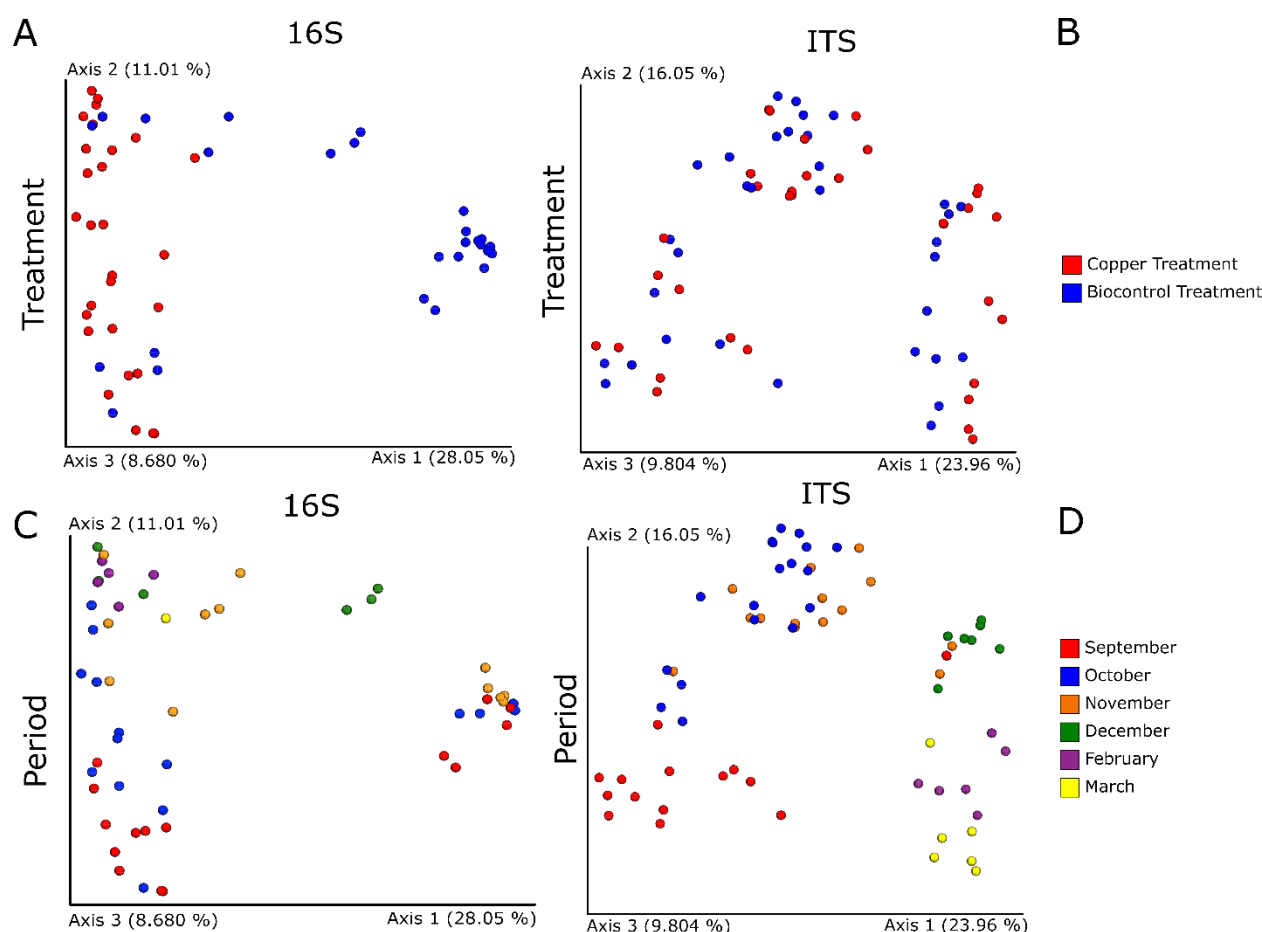 A
16S
ITS
B
Axis 2 (11.01 %)
Axis 2 (16.05 %)
Treatment
Treatment
Copper Treatment
Biocontrol Treatment
Axis 3 (8.680 %)
Axis 1 (28.05 %)
Axis 3 (9.804 %)
Axis 1 (23.96 %)
C
16S
ITS
D
Axis 2 (11.01 %)
Axis 2 (16.05 %)
Period
Period
September
October
November
December
February
March
Axis 3 (8.680 %)
Axis 1 (28.05 %)
Axis 3 (9.804 %)
Axis 1 (23.96 %)